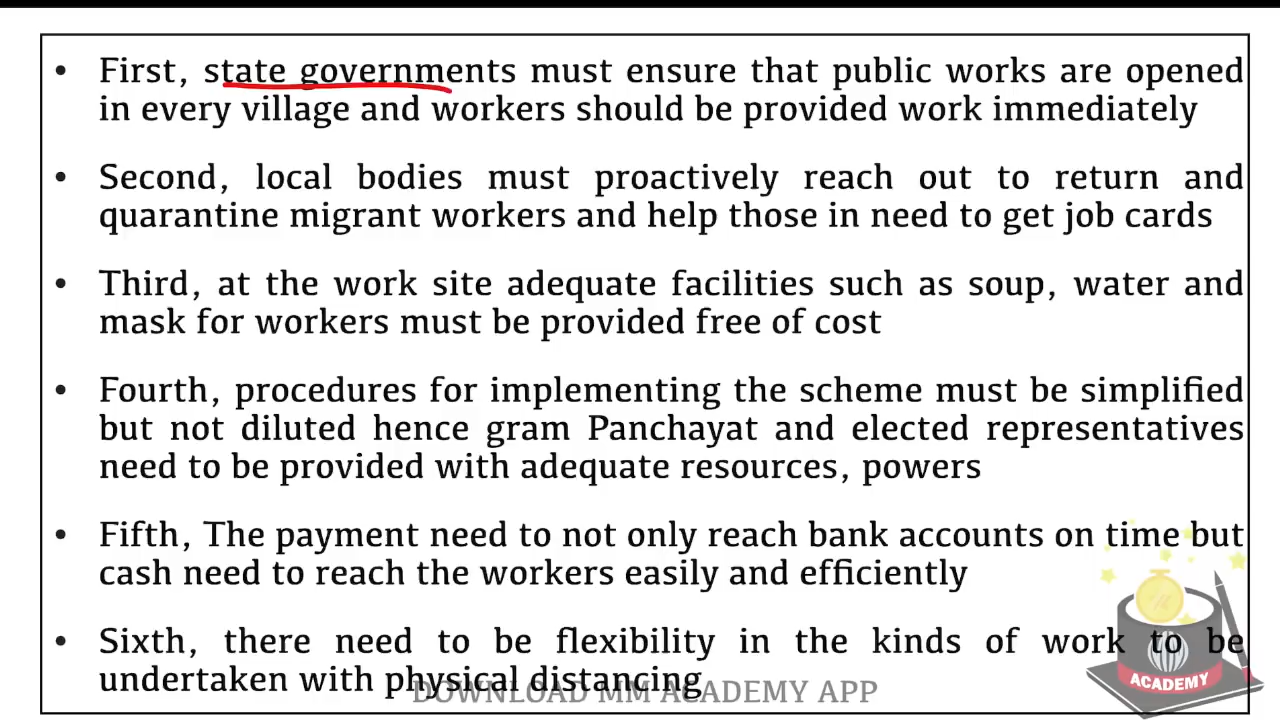 • First, state governments must ensure that public works are opened
in every village and workers should be provided work immediately
• Second, local bodies must proactively reach out to return and
quarantine migrant workers and help those in need to get job cards
• Third, at the work site adequate facilities such as soup, water and
mask for workers must be provided free of cost
• Fourth, procedures for implementing the scheme must be simplified
but not diluted hence gram Panchayat and elected representatives
need to be provided with adequate resources, powers
• Fifth, The payment need to not only reach bank accounts on time but
cash need to reach the workers easily and efficiently
• Sixth, there need to be flexibility in the kinds of work to be
undertaken with physical distancing
DOWNLOAD MM ACADEMY APP
ACADEMY